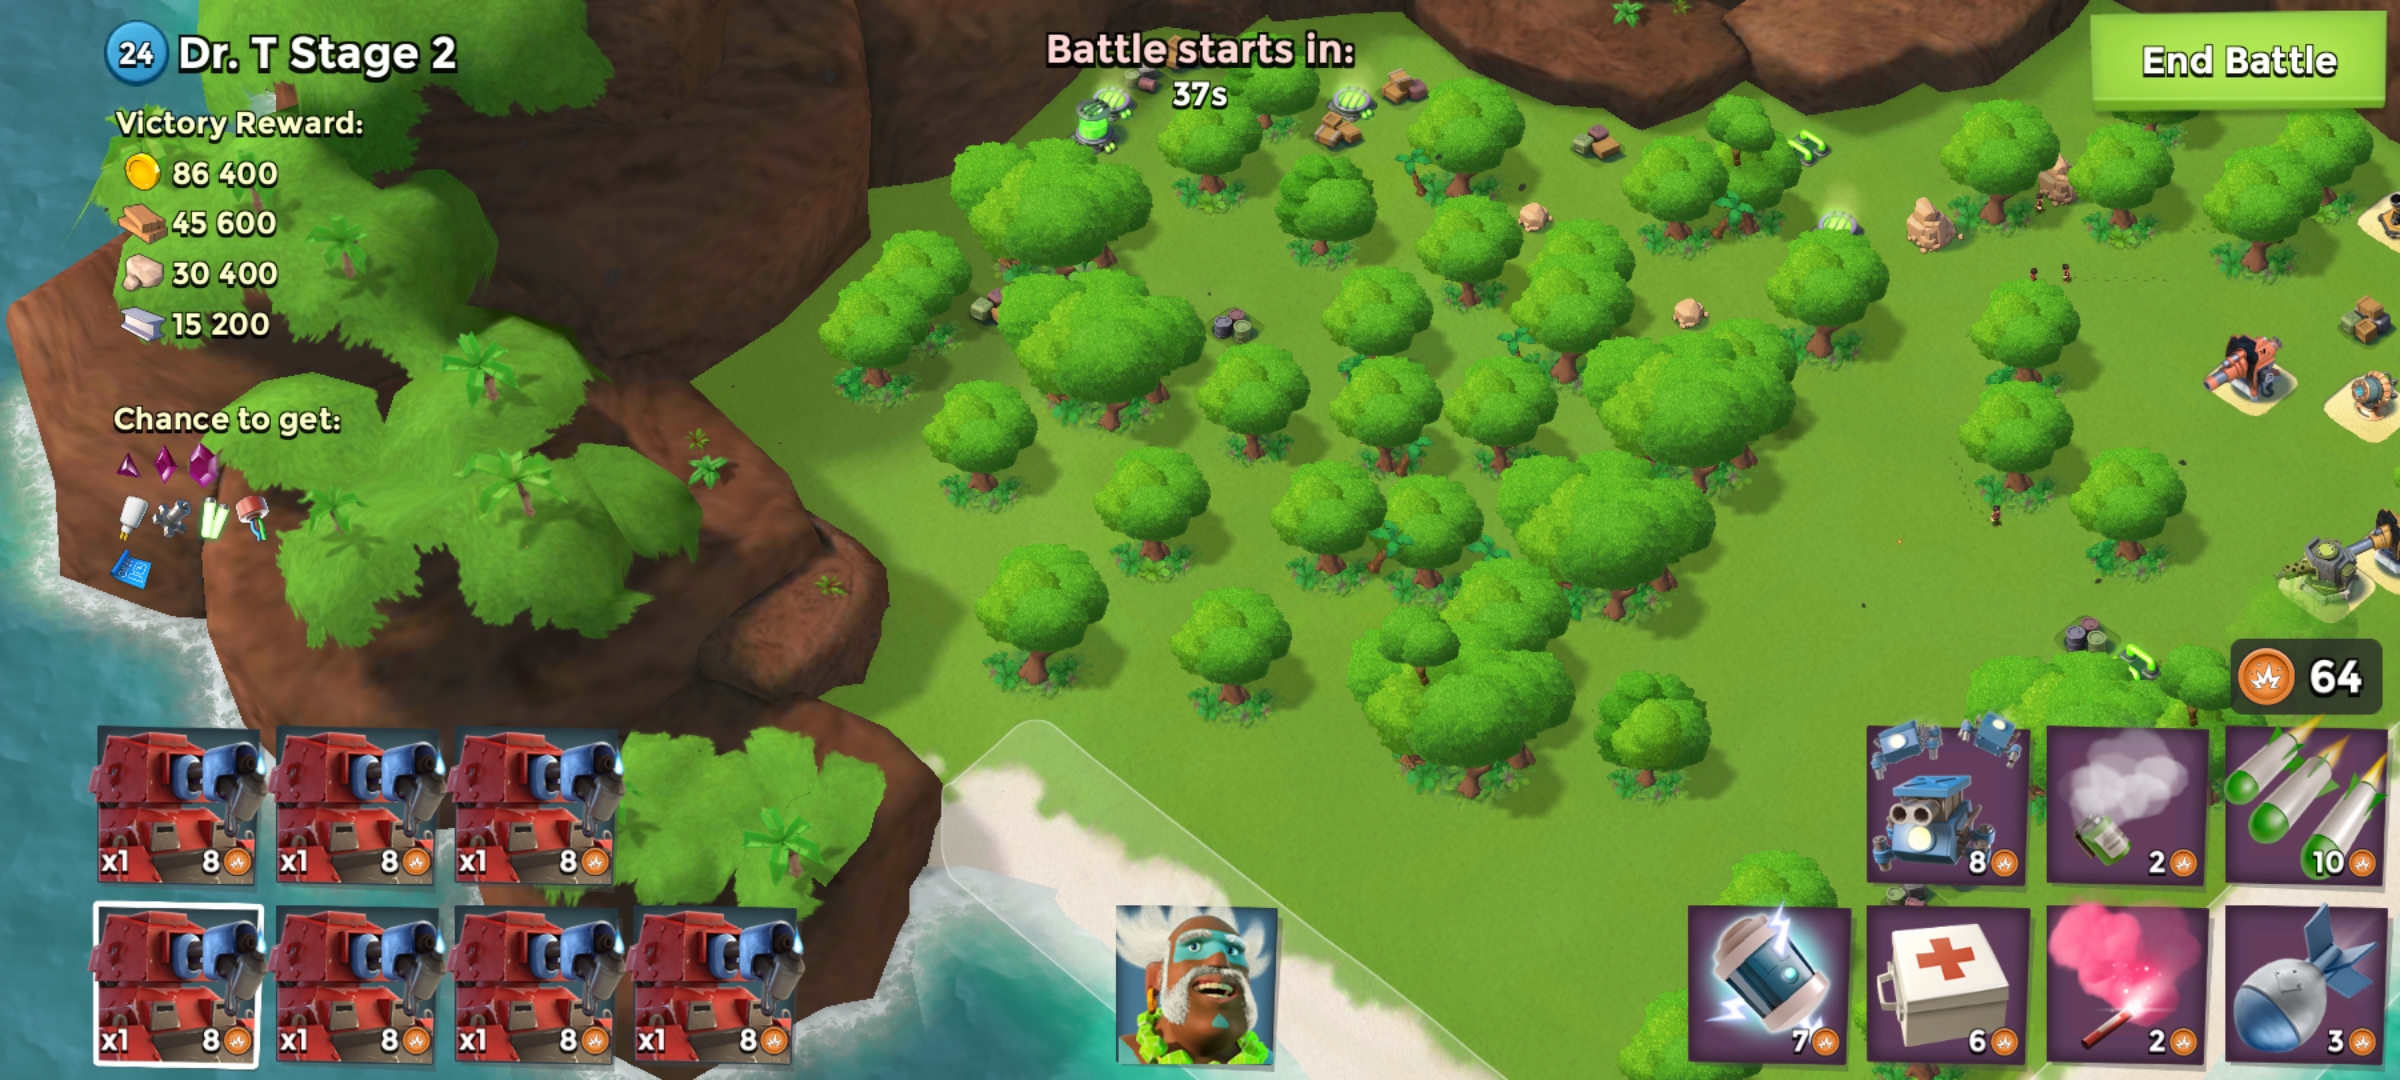 24 Dr. T Stage 2
Battle starts in:
37s
End Battle
Victory Reward:
86 400
45 600
30 400
15 200
Chance to get:
64
x1 8
x1 8
x1 8
8
2
10
x1 8
x1 8
x1 8
x1 8
7
6
2
3